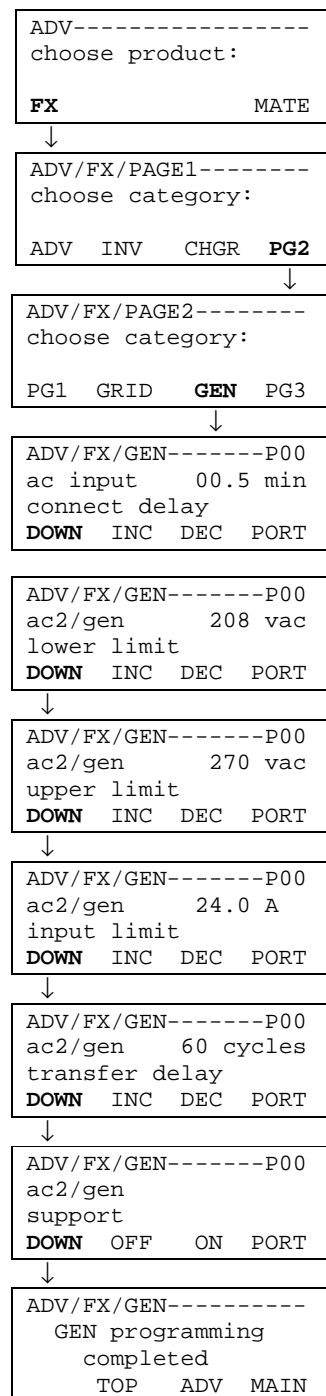 ADV-----------------
choose product:
FX MATE
↓
ADV/FX/PAGE1--------
choose category:
ADV INV CHGR PG2
↓
ADV/FX/PAGE2--------
choose category:
PG1 GRID GEN PG3
↓
ADV/FX/GEN-------P00
ac input 00.5 min
connect delay
DOWN INC DEC PORT
ADV/FX/GEN-------P00
ac2/gen 208 vac
lower limit
DOWN INC DEC PORT
↓
ADV/FX/GEN-------P00
ac2/gen 270 vac
upper limit
DOWN INC DEC PORT
↓
ADV/FX/GEN-------P00
ac2/gen 24.0 A
input limit
DOWN INC DEC PORT
↓
ADV/FX/GEN-------P00
ac2/gen 60 cycles
transfer delay
DOWN INC DEC PORT
↓
ADV/FX/GEN-------P00
ac2/gen
support
DOWN OFF ON PORT
↓
ADV/FX/GEN----------
GEN programming
completed
TOP ADV MAIN